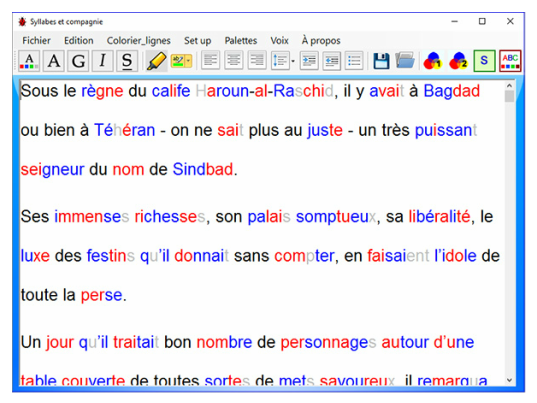 Syllabes et compagnie
Fichier Edition Colorier_lignes Set up Palettes Voix À propos
A A G I S S ABC
Sous le règne du calife Haroun-al-Raschid, il y avait à Bagdad
ou bien à Téhéran - on ne sait plus au juste - un très puissant
seigneur du nom de Sindbad.
Ses immenses richesses, son palais somptueux, sa libéralité, le
luxe des festins qu'il donnait sans compter, en faisaient l'idole de
toute la perse.
Un jour qu'il traitait bon nombre de personnages autour d'une
table couverte de toutes sortes de mets savoureux, il remarqua